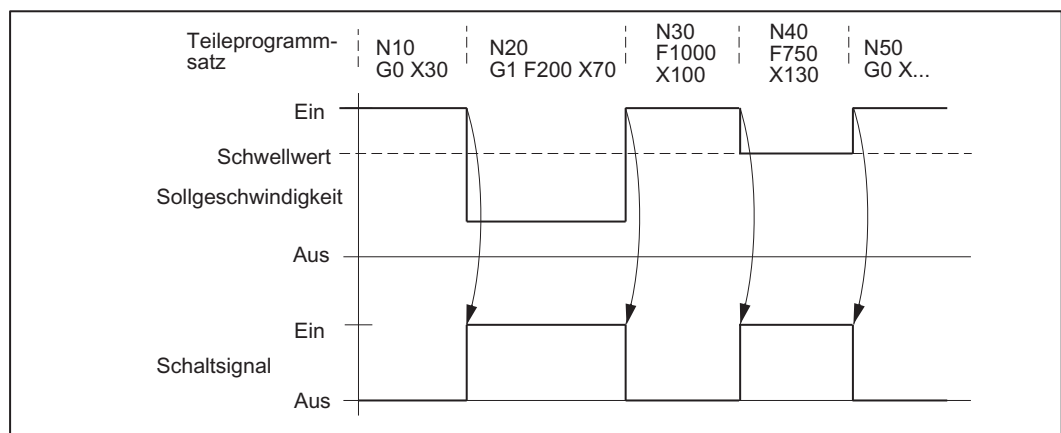 Teileprogramm-
satz
N10
G0 X30
N20
G1 F200 X70
N30
F1000
X100
N40
F750
X130
N50
G0 X...
Ein
Schwellwert
Sollgeschwindigkeit
Aus
Ein
Schaltsignal
Aus